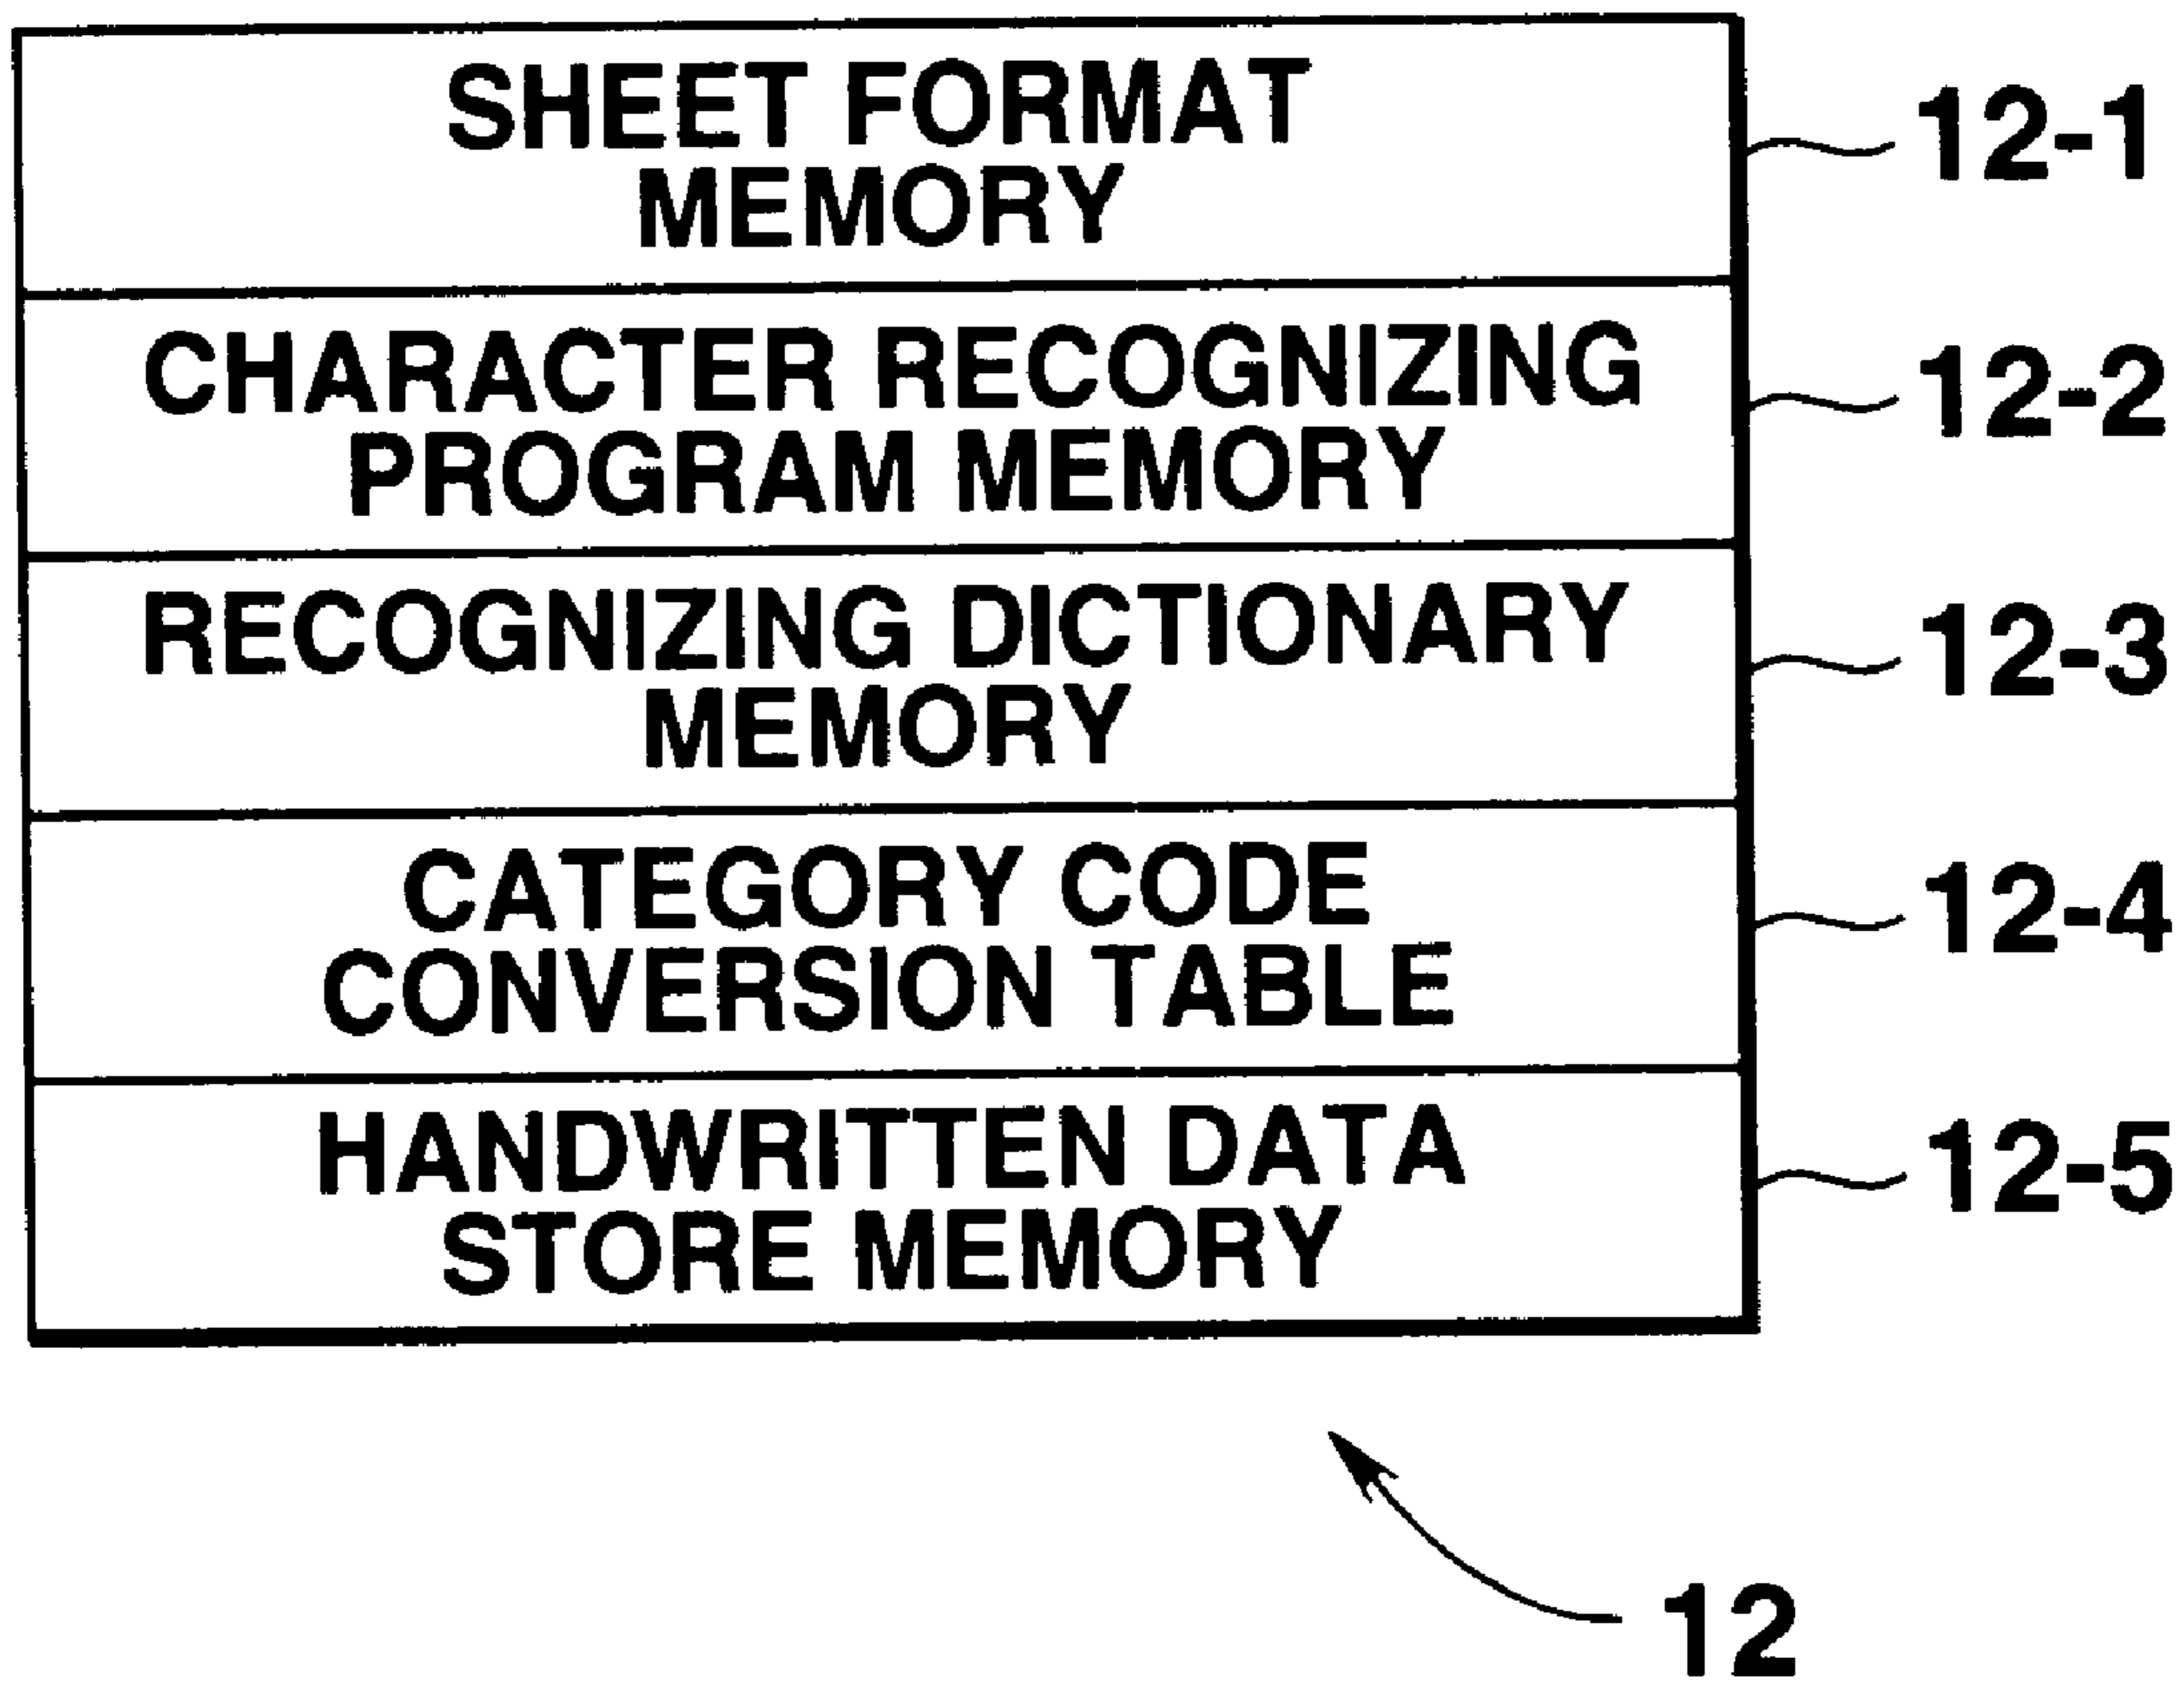 SHEET FORMAT
MEMORY
12-1
CHARACTER RECOGNIZING
PROGRAM MEMORY
12-2
RECOGNIZING DICTIONARY
MEMORY
12-3
CATEGORY CODE
CONVERSION TABLE
12-4
HANDWRITTEN DATA
STORE MEMORY
12-5
12